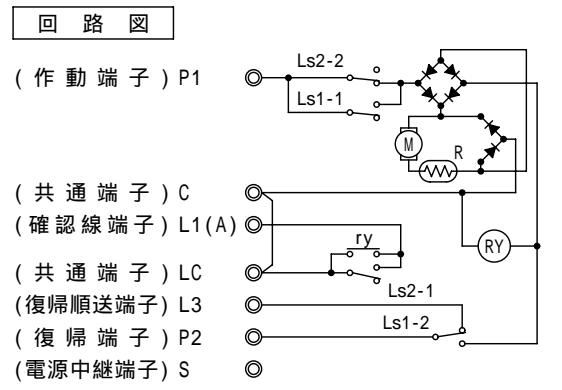 回路図
Ls2-2
(作動端子)P1
Ls1-1
M
R
(共通端子)C
(確認線端子)L1(A)
ry
RY
(共通端子)LC
Ls2-1
(復帰順送端子)L3
Ls1-2
(復帰端子)P2
(電源中継端子)S